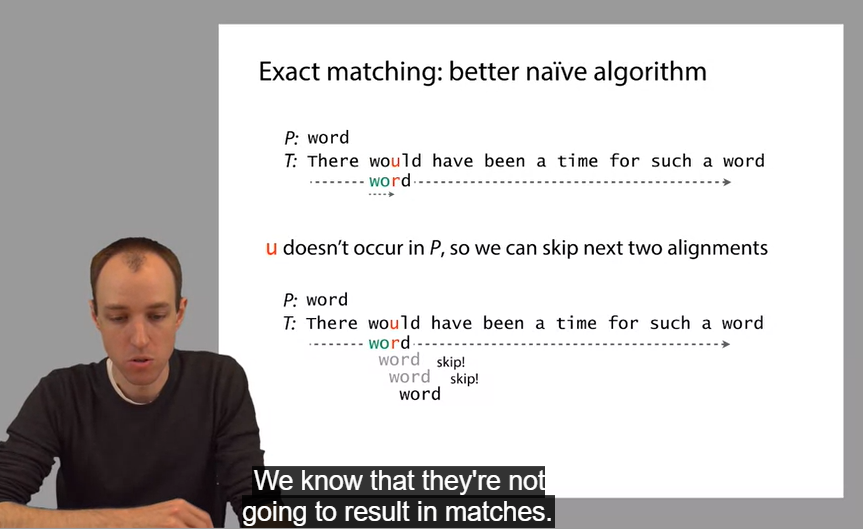 Exact matching: better naïve algorithm
P: word
T: There would have been a time for such a word
word
u doesn't occur in P, so we can skip next two alignments
P: word
T: There would have been a time for such a word
word
word skip!
word skip!
word
We know that they're not
going to result in matches.